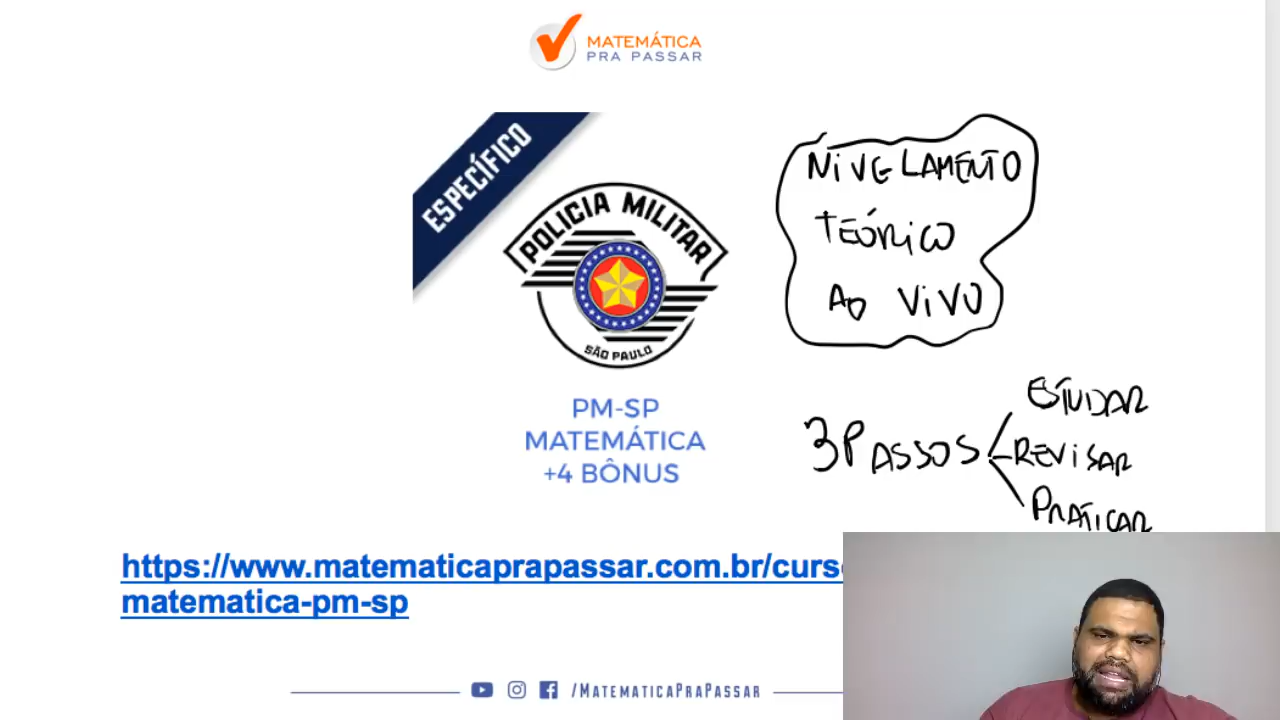 MATEMÁTICA
PRA PASSAR
ESPECÍFICO
POLICIA MILITAR
SÃO PAULO
PM-SP
MATEMÁTICA
+4 BÔNUS
NIVELAMENTO
TEÓRICO
AO VIVO
3 PASSOS
ESTUDAR
REVISAR
PRATICAR
https://www.matematicaprapassar.com.br/curs
matematica-pm-sp
/MATEMATICAPRAPASSAR